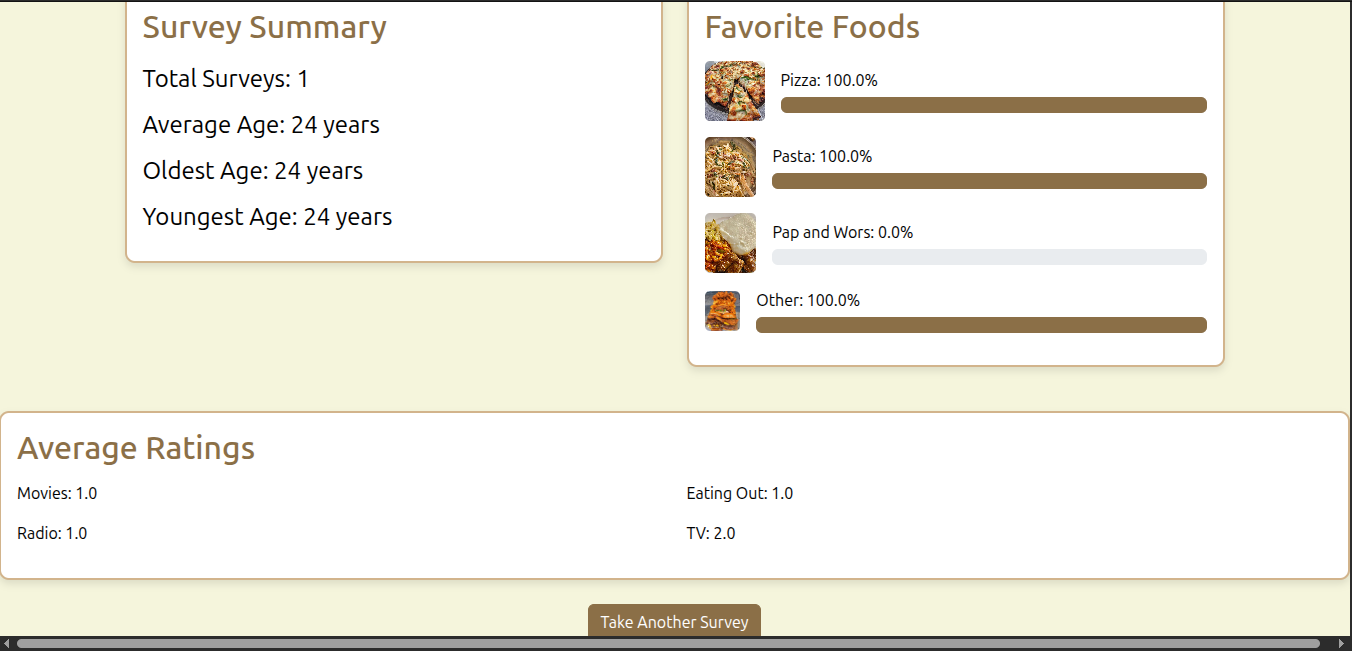 Survey Summary
Total Surveys: 1
Average Age: 24 years
Oldest Age: 24 years
Youngest Age: 24 years
Favorite Foods
Pizza: 100.0%
Pasta: 100.0%
Pap and Wors: 0.0%
Other: 100.0%
Average Ratings
Movies: 1.0
Eating Out: 1.0
Radio: 1.0
TV: 2.0
Take Another Survey